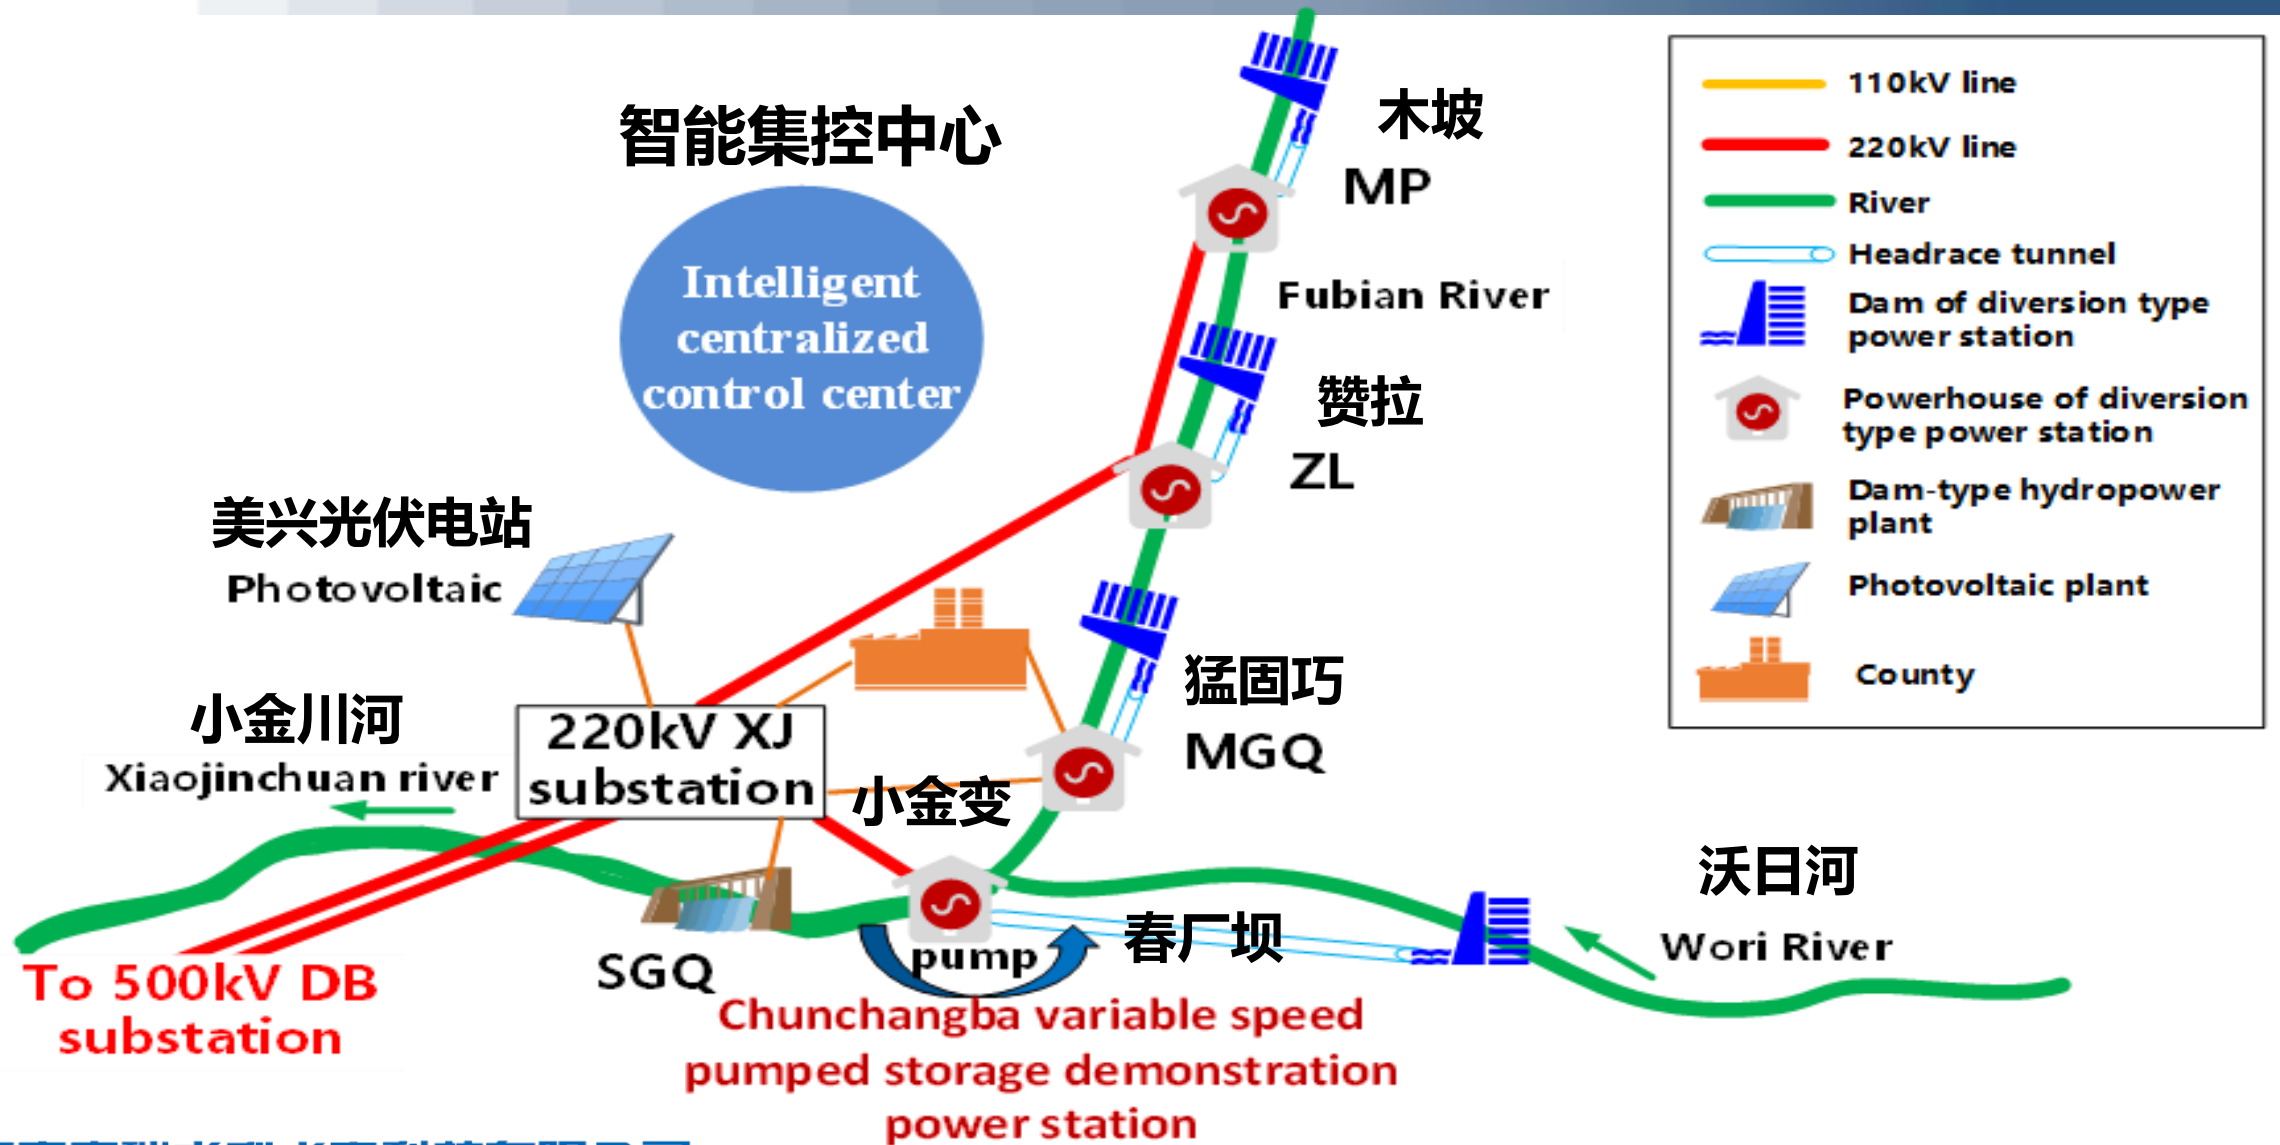 智能集控中心
Intelligent
centralized
control center
木坡
MP
Fubian River
赞拉
ZL
美兴光伏电站
Photovoltaic
猛固巧
MGQ
小金川河
Xiaojinchuan river
220kV XJ
substation
小金变
沃日河
Wori River
春厂坝
pump
SGQ
To 500kV DB
substation
Chunchangba variable speed
pumped storage demonstration
power station
110kV line
220kV line
River
Headrace tunnel
Dam of diversion type
power station
Powerhouse of diversion
type power station
Dam-type hydropower
plant
Photovoltaic plant
County